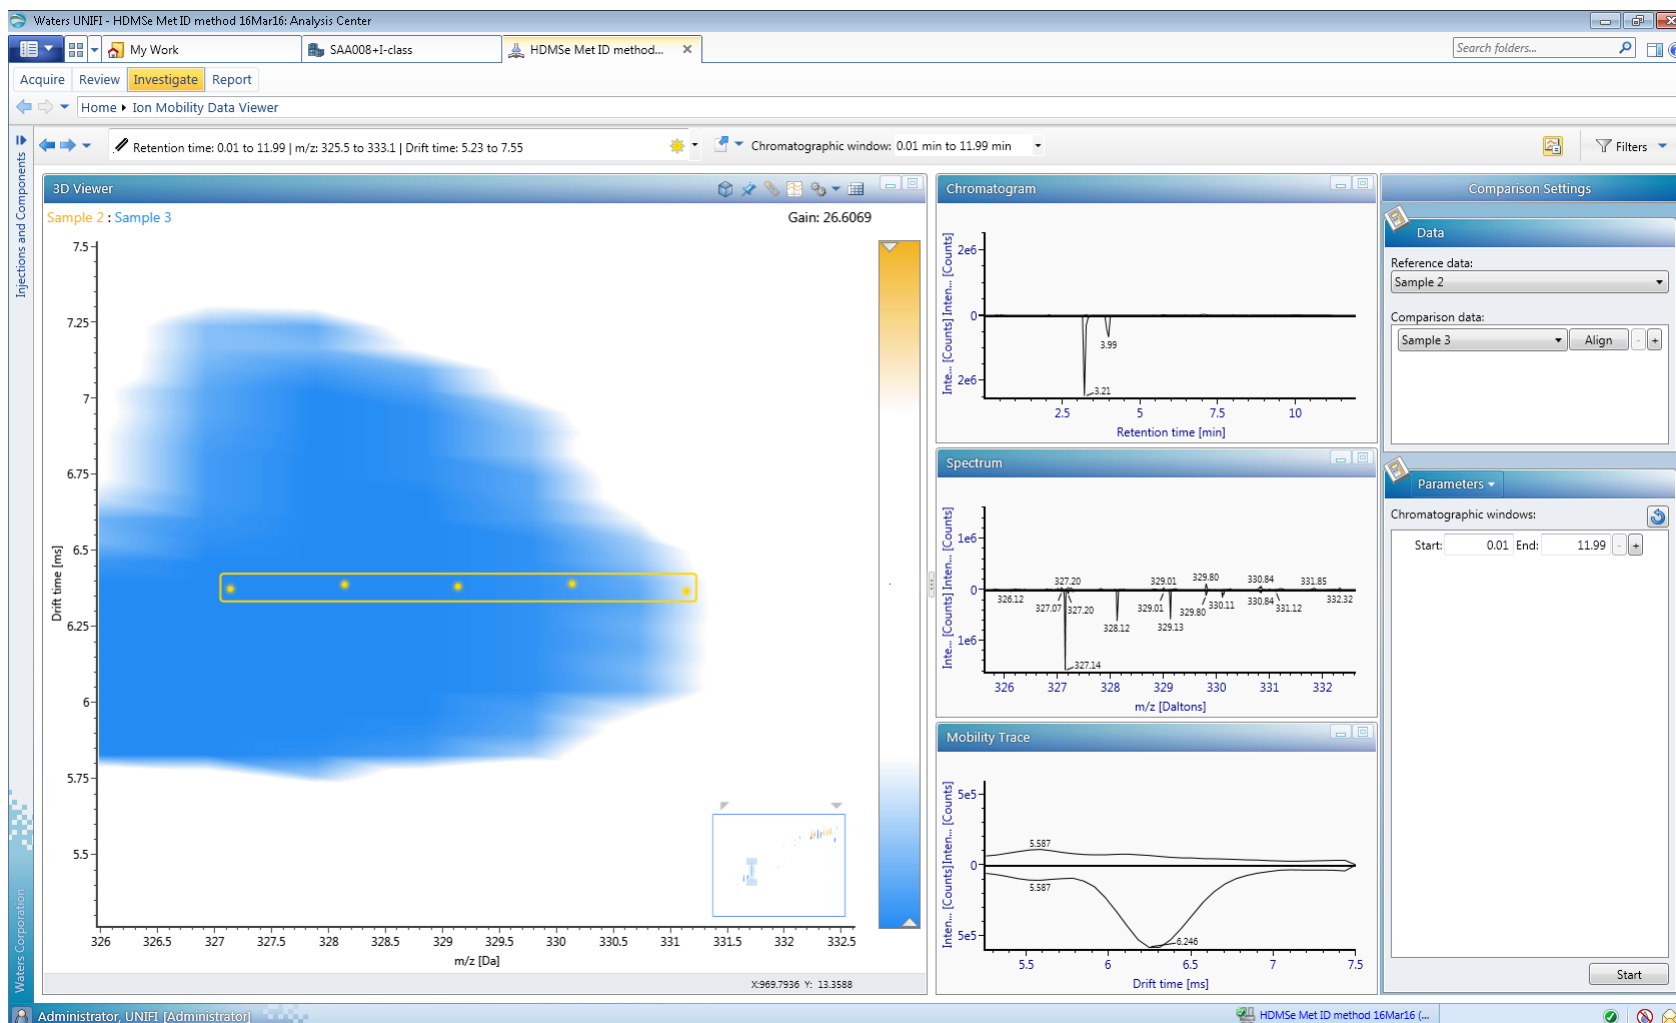 Waters UNIFI - HDMSe Met ID method 16Mar16: Analysis Center
My Work
SAA008+I-class
HDMSe Met ID method...
Search folders...
Acquire
Review
Investigate
Report
Home
Ion Mobility Data Viewer
Injections and Components
Waters Corporation
Retention time: 0.01 to 11.99 | m/z: 325.5 to 333.1 | Drift time: 5.23 to 7.55
Chromatographic window: 0.01 min to 11.99 min
Filters
3D Viewer
Sample 2 : Sample 3
Gain: 26.6069
7.5
7.25
7
6.75
6.5
6.25
6
5.75
5.5
Drift time [ms]
326 326.5 327 327.5 328 328.5 329 329.5 330 330.5 331 331.5 332 332.5
m/z [Da]
X:969.7936 Y: 13.3588
Chromatogram
Inte... [Counts] Inten... [Counts]
2e6
0
2e6
3.99
3.21
2.5 5 7.5 10
Retention time [min]
Spectrum
Inte... [Counts] [Counts]
1e6
0
1e6
327.20 329.01 329.80 330.84 331.85
326.12 327.07 327.20 329.01 329.80 330.11 330.84 331.12 332.32
328.12 329.13
327.14
326 327 328 329 330 331 332
m/z [Daltons]
Mobility Trace
Inten... [Counts] Inten... [Counts]
5e5
0
5e5
5.587
5.587
6.246
5.5 6 6.5 7 7.5
Drift time [ms]
Comparison Settings
Data
Reference data:
Sample 2
Comparison data:
Sample 3
Align
-
+
Parameters
Chromatographic windows:
Start: 0.01 End: 11.99 - +
Start
Administrator, UNIFI [Administrator]
HDMSe Met ID method 16Mar16 (...